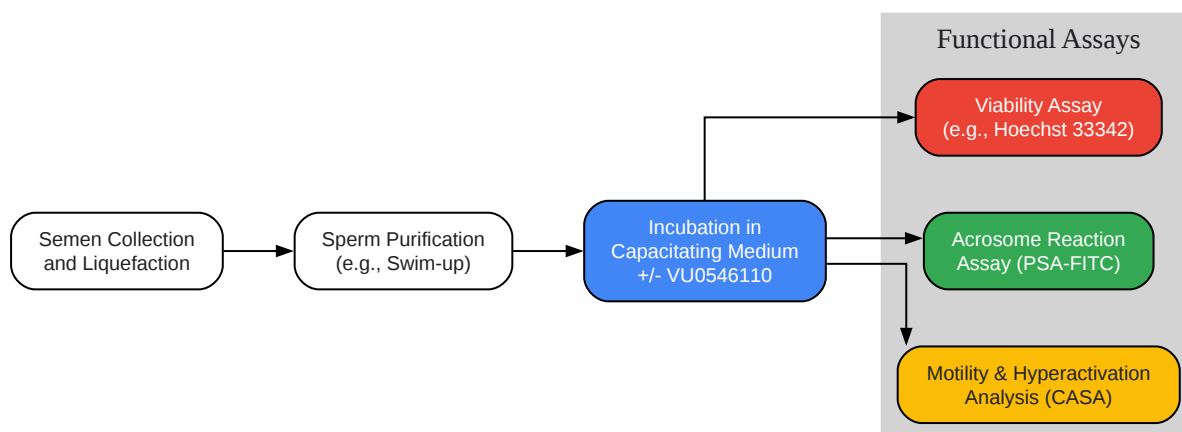 Functional Assays
Viability Assay
(e.g., Hoechst 33342)
Semen Collection
and Liquefaction
Sperm Purification
(e.g., Swim-up)
Incubation in
Capacitating Medium
+/- VU0546110
Acrosome Reaction
Assay (PSA-FITC)
Motility & Hyperactivation
Analysis (CASA)